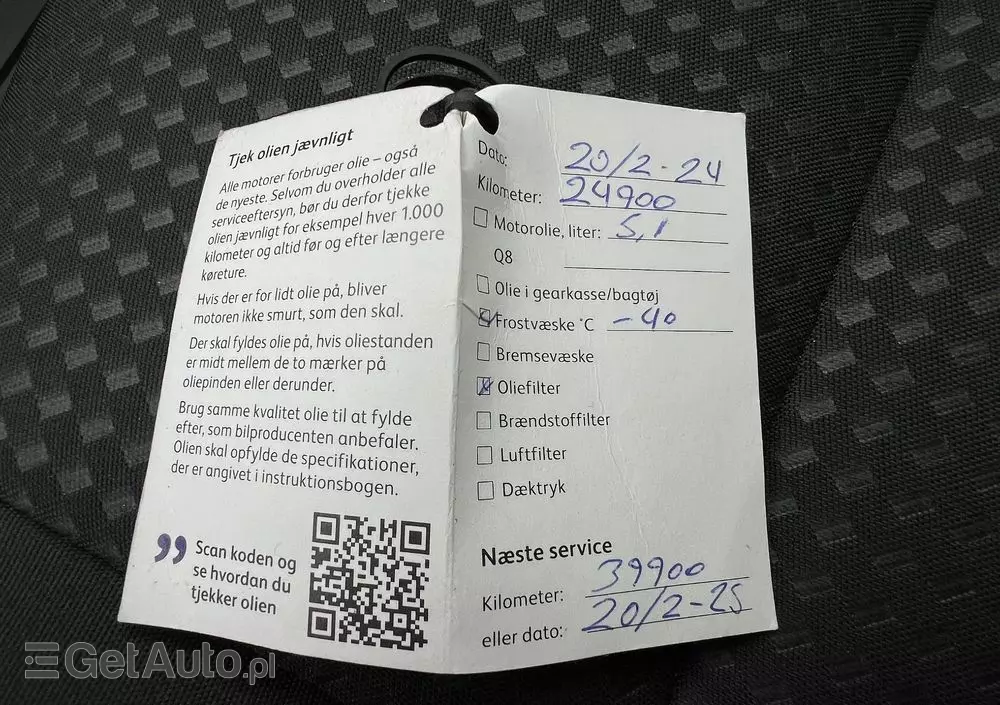 Tjek olien jævnligt
Alle motorer forbruger olie – også
de nyeste. Selvom du overholder alle
serviceeftersyn, bør du derfor tjekke
olien jævnligt for eksempel hver 1.000
kilometer og altid før og efter længere
køreture.
Hvis der er for lidt olie på, bliver
motoren ikke smurt, som den skal.
Der skal fyldes olie på, hvis oliestanden
er midt mellem de to mærker på
oliepinden eller derunder.
Brug samme kvalitet olie til at fylde
efter, som bilproducenten anbefaler.
Olien skal opfylde de specifikationer,
der er angivet i instruktionsbogen.
Scan koden og
se hvordan du
tjekker olien
Dato: 20/2-24
Kilometer: 24900
Motorolie, liter: 5,1
Q8
Olie i gearkasse/bagtøj
Frostvæske °C -40
Bremsevæske
Oliefilter
Brændstoffilter
Luftfilter
Dæktryk
Næste service
Kilometer: 39900
eller dato: 20/2-25
GetAuto.pl